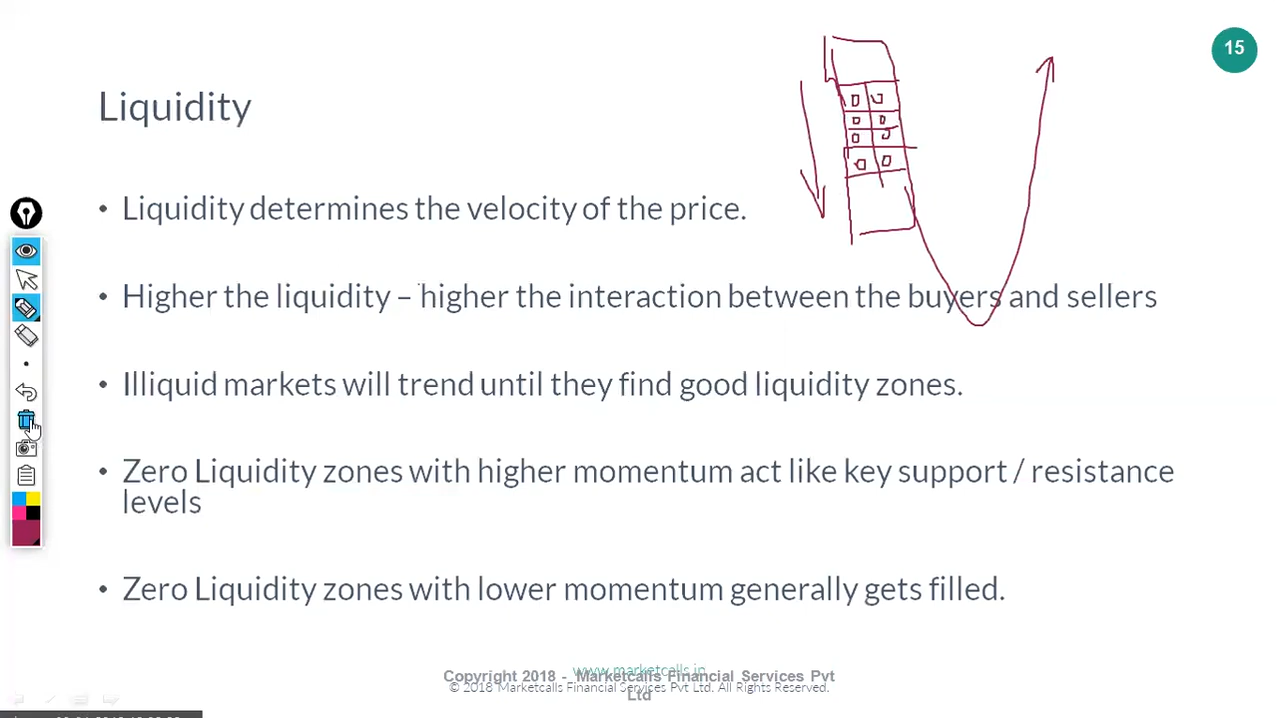 15
Liquidity
• Liquidity determines the velocity of the price.
• Higher the liquidity – higher the interaction between the buyers and sellers
• Illiquid markets will trend until they find good liquidity zones.
• Zero Liquidity zones with higher momentum act like key support / resistance
levels
• Zero Liquidity zones with lower momentum generally gets filled.
www.marketcalls.in
Copyright 2018 - Marketcalls Financial Services Pvt
Ltd
© 2018 Marketcalls Financial Services Pvt Ltd. All Rights Reserved.